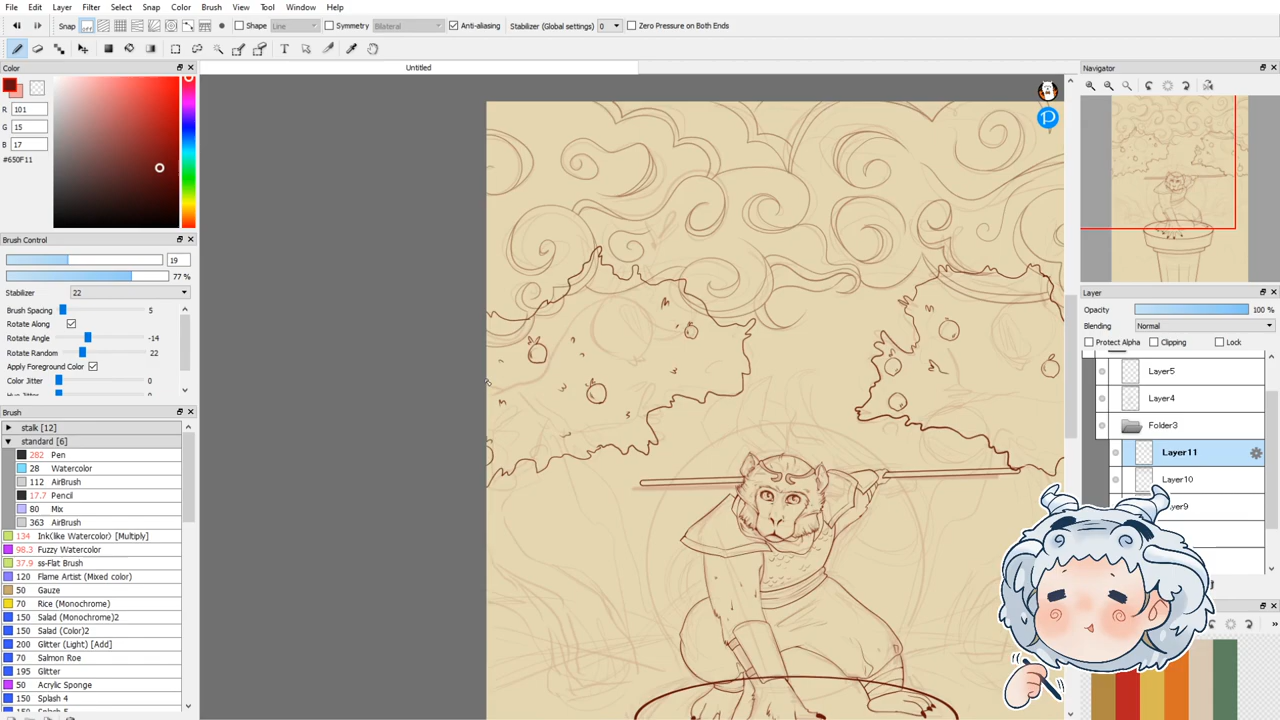 File Edit Layer Filter Select Snap Color Brush View Tool Window Help
Snap Off Shape Line Symmetry Bilateral Anti-aliasing Stabilizer (Global settings) 0 Zero Pressure on Both Ends
Untitled
Color
R 101
G 15
B 17
#650F11
Brush Control
19
77 %
Stabilizer 22
Brush Spacing 5
Rotate Along
Rotate Angle -14
Rotate Random 22
Apply Foreground Color
Color Jitter 0
Brush
stalk [12]
standard [6]
282 Pen
28 Watercolor
112 AirBrush
17.7 Pencil
80 Mix
363 AirBrush
134 Ink(like Watercolor) [Multiply]
98.3 Fuzzy Watercolor
37.9 ss-Flat Brush
120 Flame Artist (Mixed color)
50 Gauze
70 Rice (Monochrome)
150 Salad (Monochrome)2
150 Salad (Color)2
200 Glitter (Light) [Add]
70 Salmon Roe
195 Glitter
50 Acrylic Sponge
150 Splash 4
150 Splash 5
P
Navigator
Layer
Opacity 100 %
Blending Normal
Protect Alpha Clipping Lock
Layer5
Layer4
Folder3
Layer11
Layer10